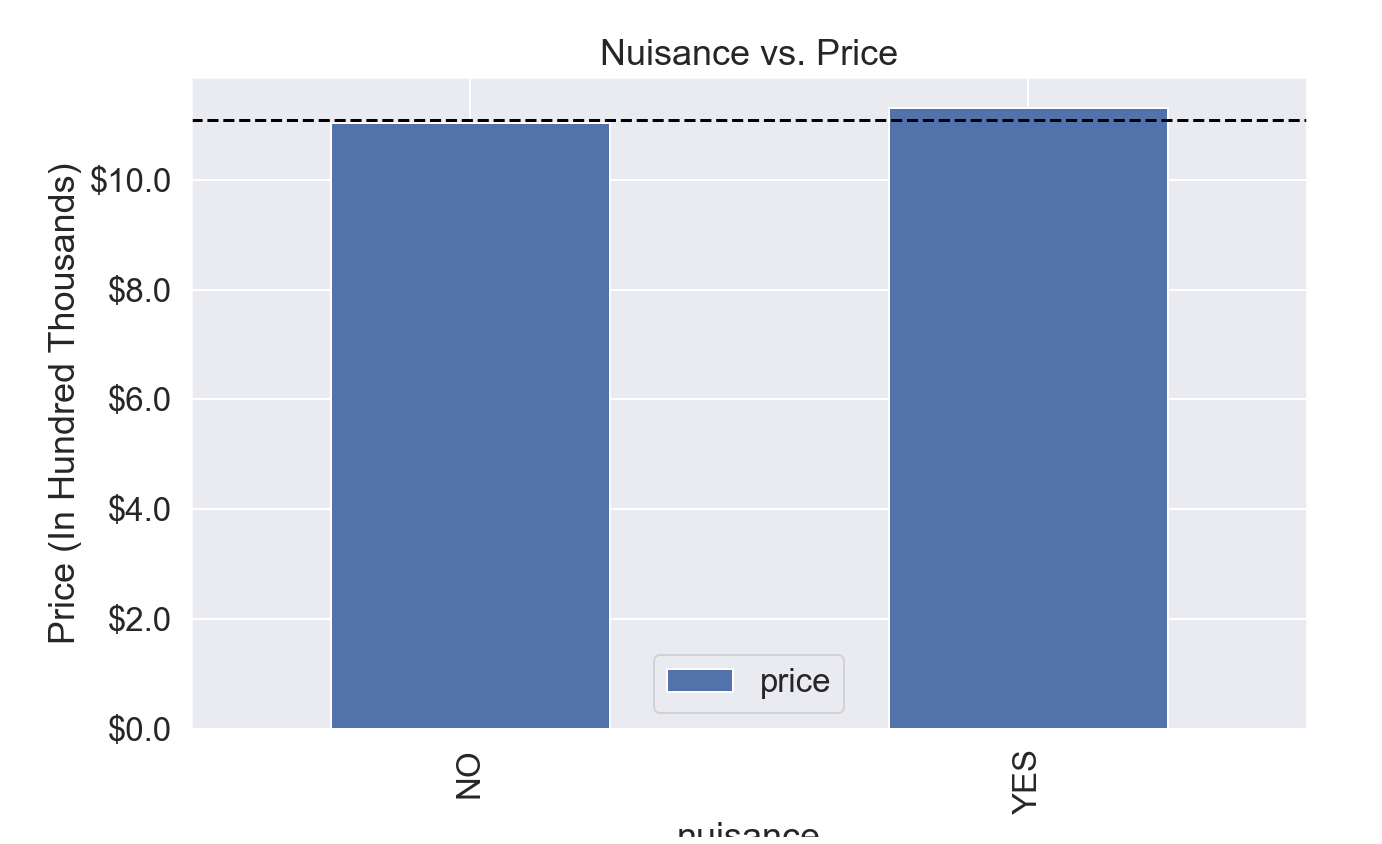 Nuisance vs. Price
Price (In Hundred Thousands)
$10.0
$8.0
$6.0
$4.0
$2.0
$0.0
price
NO
YES
nuisance